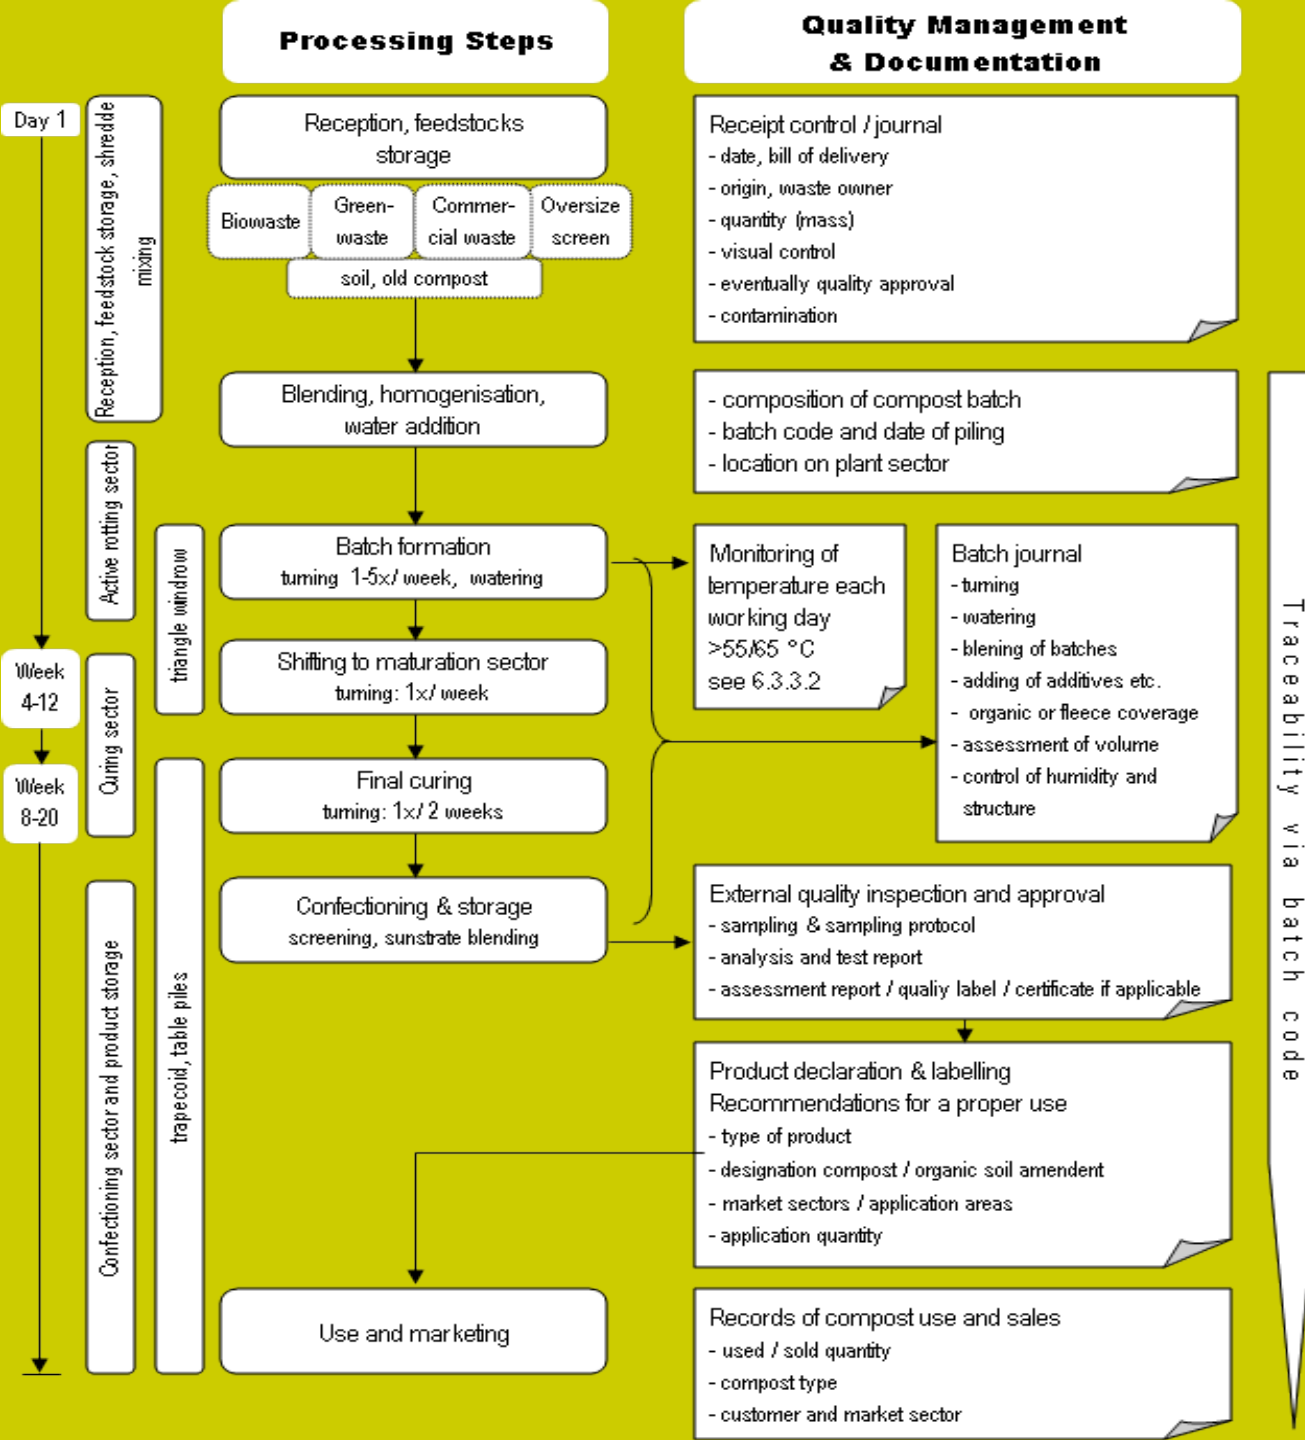 Processing Steps
Quality Management
& Documentation
Day 1
Reception, feedstock storage, shredde
mixing
Reception, feedstocks
storage
Biowaste
Green-
waste
Commer-
cial waste
Oversize
screen
soil, old compost
Receipt control / journal
- date, bill of delivery
- origin, waste owner
- quantity (mass)
- visual control
- eventually quality approval
- contamination
Blending, homogenisation,
water addition
- composition of compost batch
- batch code and date of piling
- location on plant sector
Active rotting sector
triangle windrow
Batch formation
turning 1-5x/ week, watering
Monitoring of
temperature each
working day
>55/65 °C
see 6.3.3.2
Batch journal
- turning
- watering
- blening of batches
- adding of additives etc.
- organic or fleece coverage
- assessment of volume
- control of humidity and
structure
Week
4-12
Shifting to maturation sector
turning: 1x/ week
Curing sector
Week
8-20
Final curing
turning: 1x/ 2 weeks
Confectioning sector and product storage
trapecoid, table piles
Confectioning & storage
screening, sunstrate blending
External quality inspection and approval
- sampling & sampling protocol
- analysis and test report
- assessment report / qualiy label / certificate if applicable
Product declaration & labelling
Recommendations for a proper use
- type of product
- designation compost / organic soil amendent
- market sectors / application areas
- application quantity
Use and marketing
Records of compost use and sales
- used / sold quantity
- compost type
- customer and market sector
Traceability via batch code